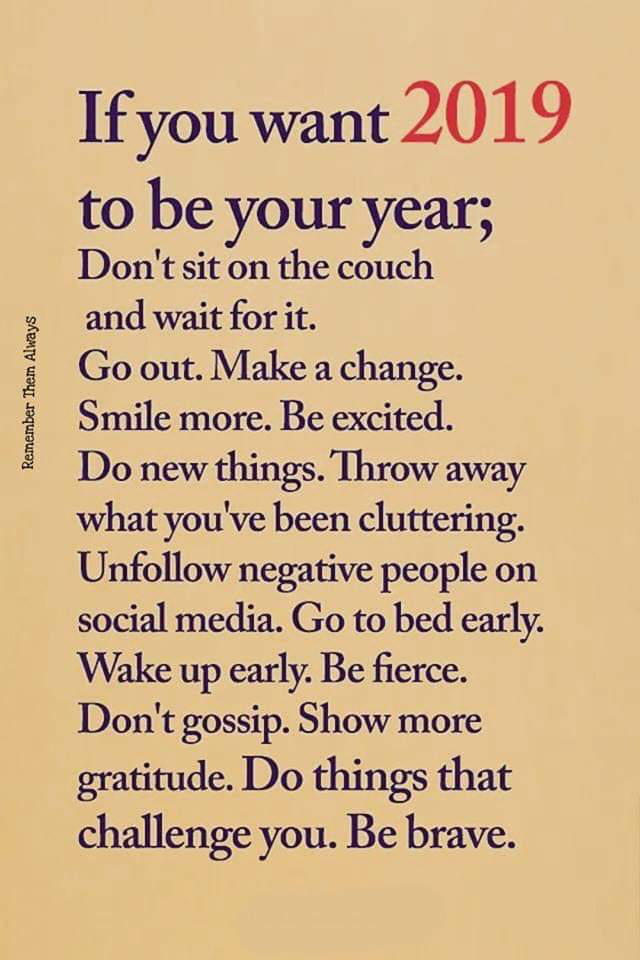 If you want 2019
to be your year;
Don't sit on the couch
and wait for it.
Go out. Make a change.
Smile more. Be excited.
Do new things. Throw away
what you've been cluttering.
Unfollow negative people on
social media. Go to bed early.
Wake up early. Be fierce.
Don't gossip. Show more
gratitude. Do things that
challenge you. Be brave.
Remember Them Always